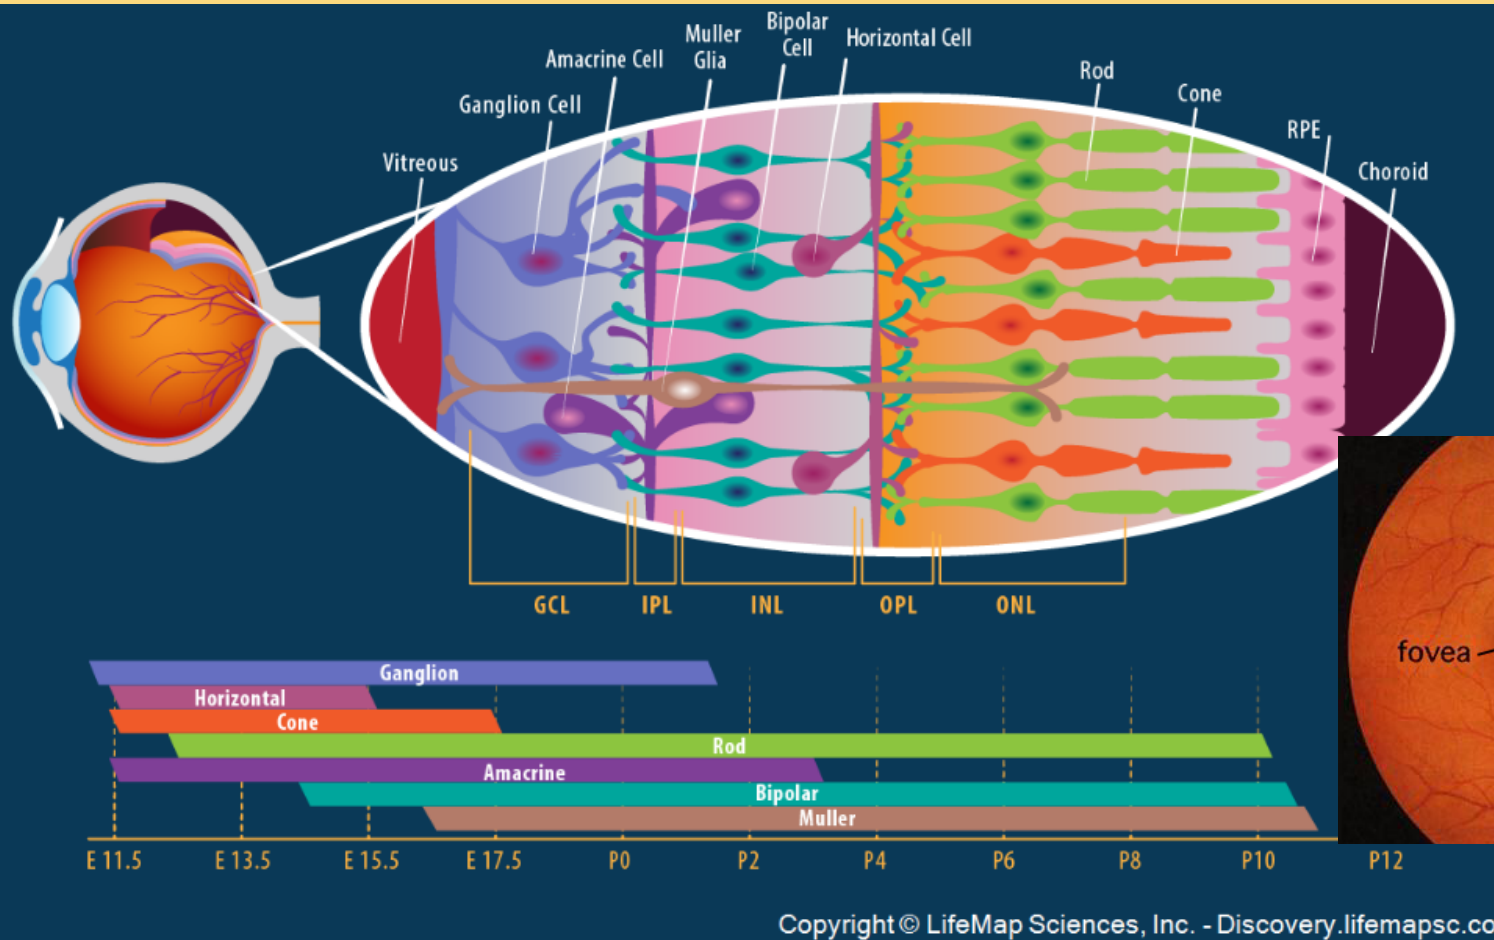 Bipolar
Cell
Muller
Glia
Horizontal Cell
Amacrine Cell
Rod
Ganglion Cell
Cone
RPE
Vitreous
Choroid
GCL
IPL
INL
OPL
ONL
fovea
Ganglion
Horizontal
Cone
Rod
Amacrine
Bipolar
Muller
E 11.5
E 13.5
E 15.5
E 17.5
P0
P2
P4
P6
P8
P10
P12
Copyright © LifeMap Sciences, Inc. - Discovery.lifemapsc.co